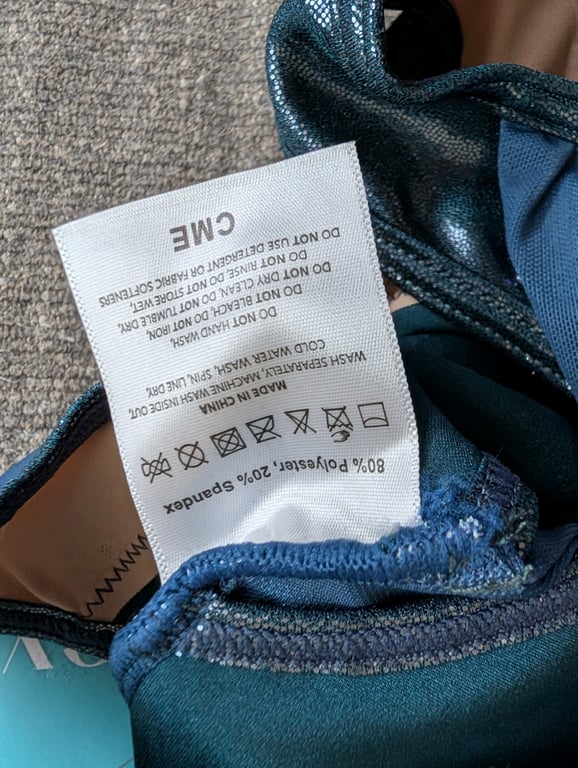 80% Polyester, 20% Spandex
MADE IN CHINA
WASH SEPARATELY, MACHINE WASH INSIDE OUT,
COLD WATER WASH, SPIN, LINE DRY,
DO NOT HAND WASH,
DO NOT BLEACH, DO NOT IRON,
DO NOT DRY CLEAN, DO NOT TUMBLE DRY,
DO NOT RINSE, DO NOT STORE WET,
DO NOT USE DETERGENT OR FABRIC SOFTENERS
CME